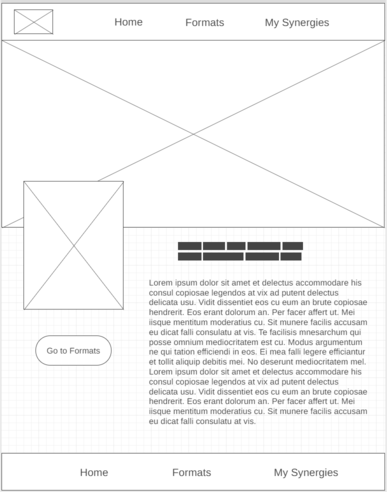 Home Formats My Synergies
Lorem ipsum dolor sit amet et delectus accommodare his
consul copiosae legendos at vix ad putent delectus
delicata usu. Vidit dissentiet eos cu eum an brute copiosae
hendrerit. Eos erant dolorum an. Per facer affert ut. Mei
iisque mentitum moderatius cu. Sit munere facilis accusam
eu dicat falli consulatu at vis. Te facilisis mnesarchum qui
posse omnium mediocritatem est cu. Modus argumentum
ne qui tation efficiendi in eos. Ei mea falli legere efficiantur
et tollit aliquip debitis mei. No deserunt mediocritatem mel.
Lorem ipsum dolor sit amet et delectus accommodare his
consul copiosae legendos at vix ad putent delectus
delicata usu. Vidit dissentiet eos cu eum an brute copiosae
hendrerit. Eos erant dolorum an. Per facer affert ut. Mei
iisque mentitum moderatius cu. Sit munere facilis accusam
eu dicat falli consulatu at vis.
Go to Formats
Home Formats My Synergies